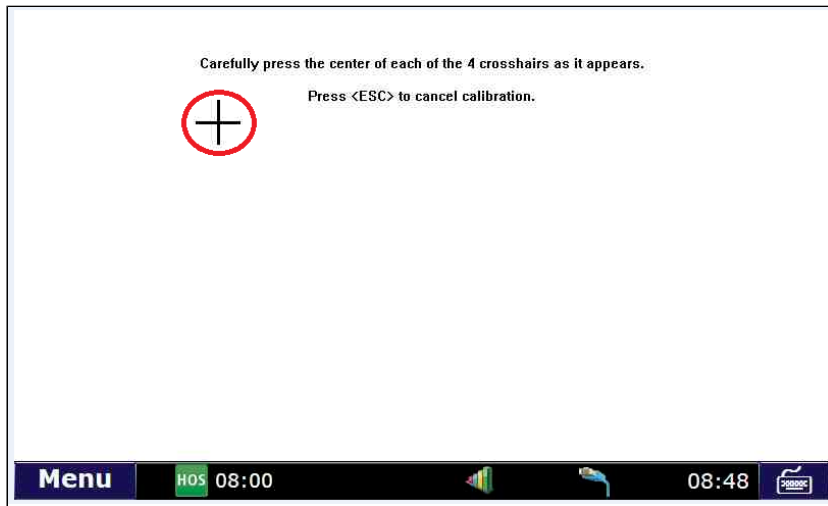 Carefully press the center of each of the 4 crosshairs as it appears.
Press <ESC> to cancel calibration.
Menu HOS 08:00 08:48